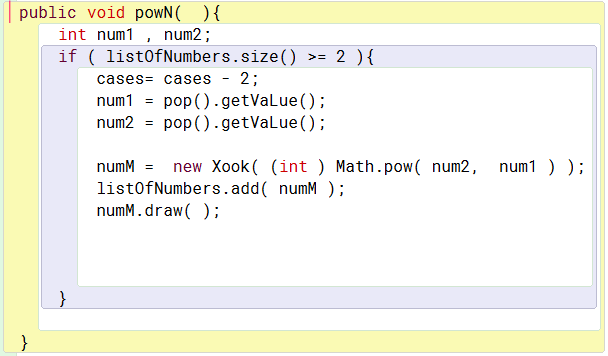 public void powN(  ){
int num1 , num2;
if ( listOfNumbers.size() >= 2 ){
cases= cases - 2;
num1 = pop().getVaLue();
num2 = pop().getVaLue();
numM =  new Xook( (int ) Math.pow( num2,  num1 ) );
listOfNumbers.add( numM );
numM.draw( );
}
}